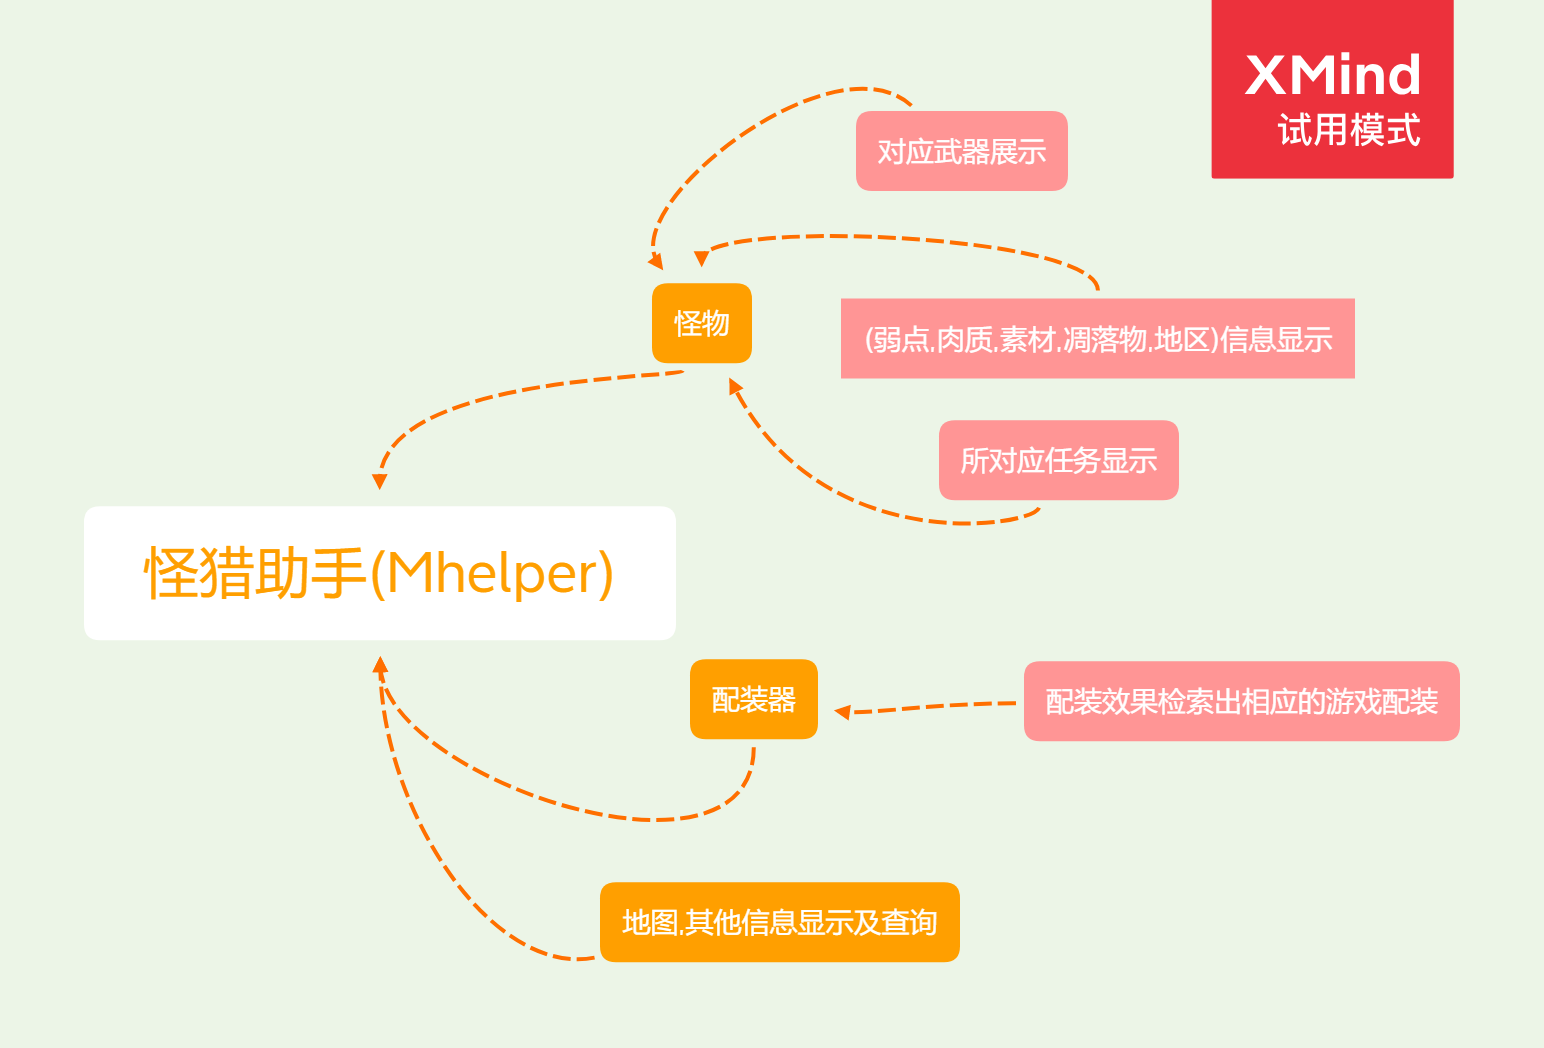 XMind
试用模式
对应武器展示
怪物
(弱点,肉质,素材,凋落物,地区)信息显示
所对应任务显示
怪猎助手(Mhelper)
配装器
配装效果检索出相应的游戏配装
地图,其他信息显示及查询